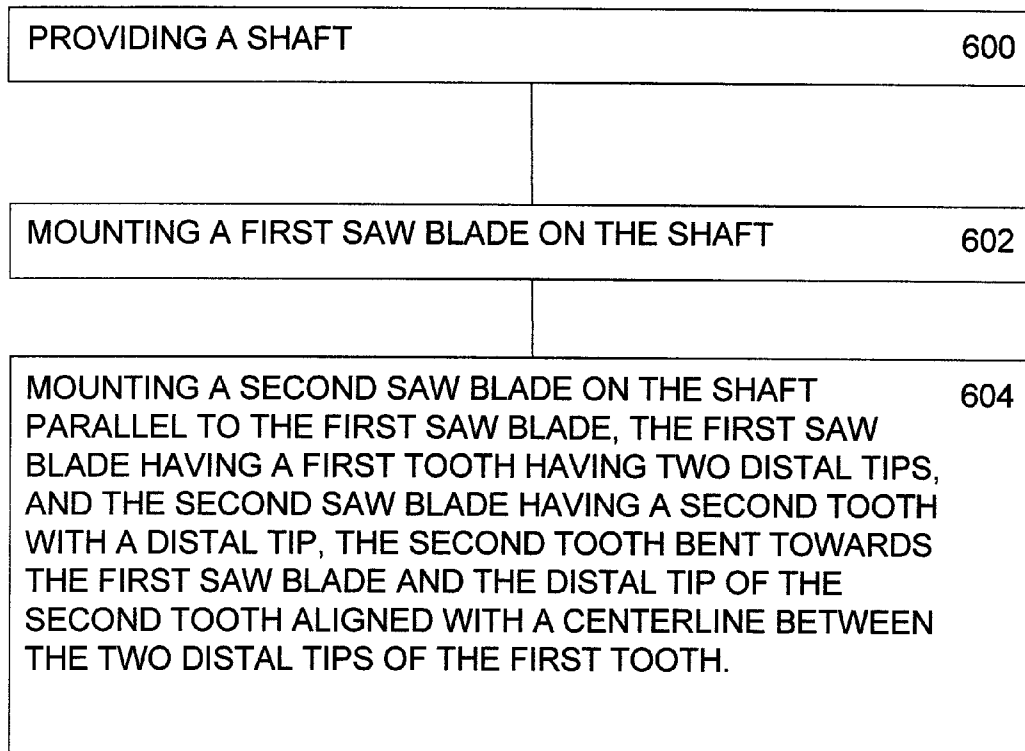 PROVIDING A SHAFT 600
MOUNTING A FIRST SAW BLADE ON THE SHAFT 602
MOUNTING A SECOND SAW BLADE ON THE SHAFT 604
PARALLEL TO THE FIRST SAW BLADE, THE FIRST SAW
BLADE HAVING A FIRST TOOTH HAVING TWO DISTAL TIPS,
AND THE SECOND SAW BLADE HAVING A SECOND TOOTH
WITH A DISTAL TIP, THE SECOND TOOTH BENT TOWARDS
THE FIRST SAW BLADE AND THE DISTAL TIP OF THE
SECOND TOOTH ALIGNED WITH A CENTERLINE BETWEEN
THE TWO DISTAL TIPS OF THE FIRST TOOTH.